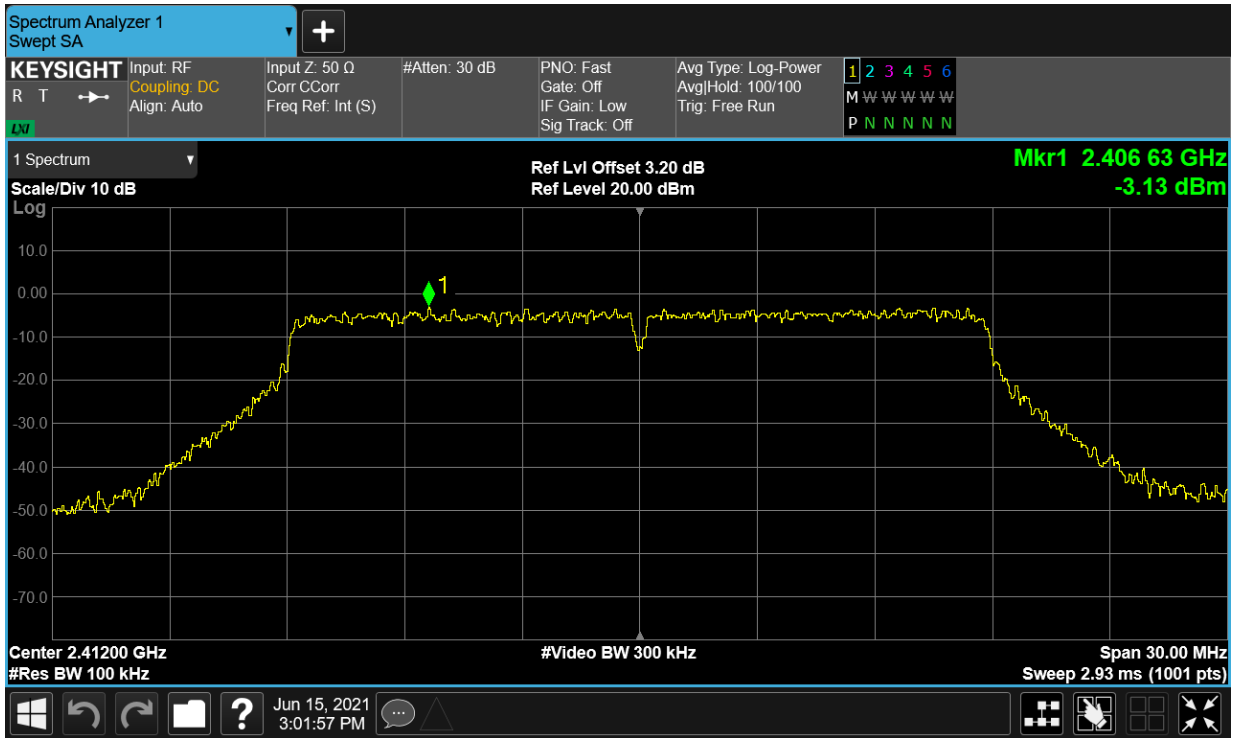 Spectrum Analyzer 1
Swept SA
KEYSIGHT
R T
LXI
Input: RF
Coupling: DC
Align: Auto
Input Z: 50 Ω
Corr CCorr
Freq Ref: Int (S)
#Atten: 30 dB
PNO: Fast
Gate: Off
IF Gain: Low
Sig Track: Off
Avg Type: Log-Power
Avg|Hold: 100/100
Trig: Free Run
1 2 3 4 5 6
M W W W W W
P N N N N N
1 Spectrum
Scale/Div 10 dB
Log
Ref Lvl Offset 3.20 dB
Ref Level 20.00 dBm
Mkr1 2.406 63 GHz
-3.13 dBm
1
10.0
0.00
-10.0
-20.0
-30.0
-40.0
-50.0
-60.0
-70.0
Center 2.41200 GHz
#Res BW 100 kHz
#Video BW 300 kHz
Span 30.00 MHz
Sweep 2.93 ms (1001 pts)
?
Jun 15, 2021
3:01:57 PM